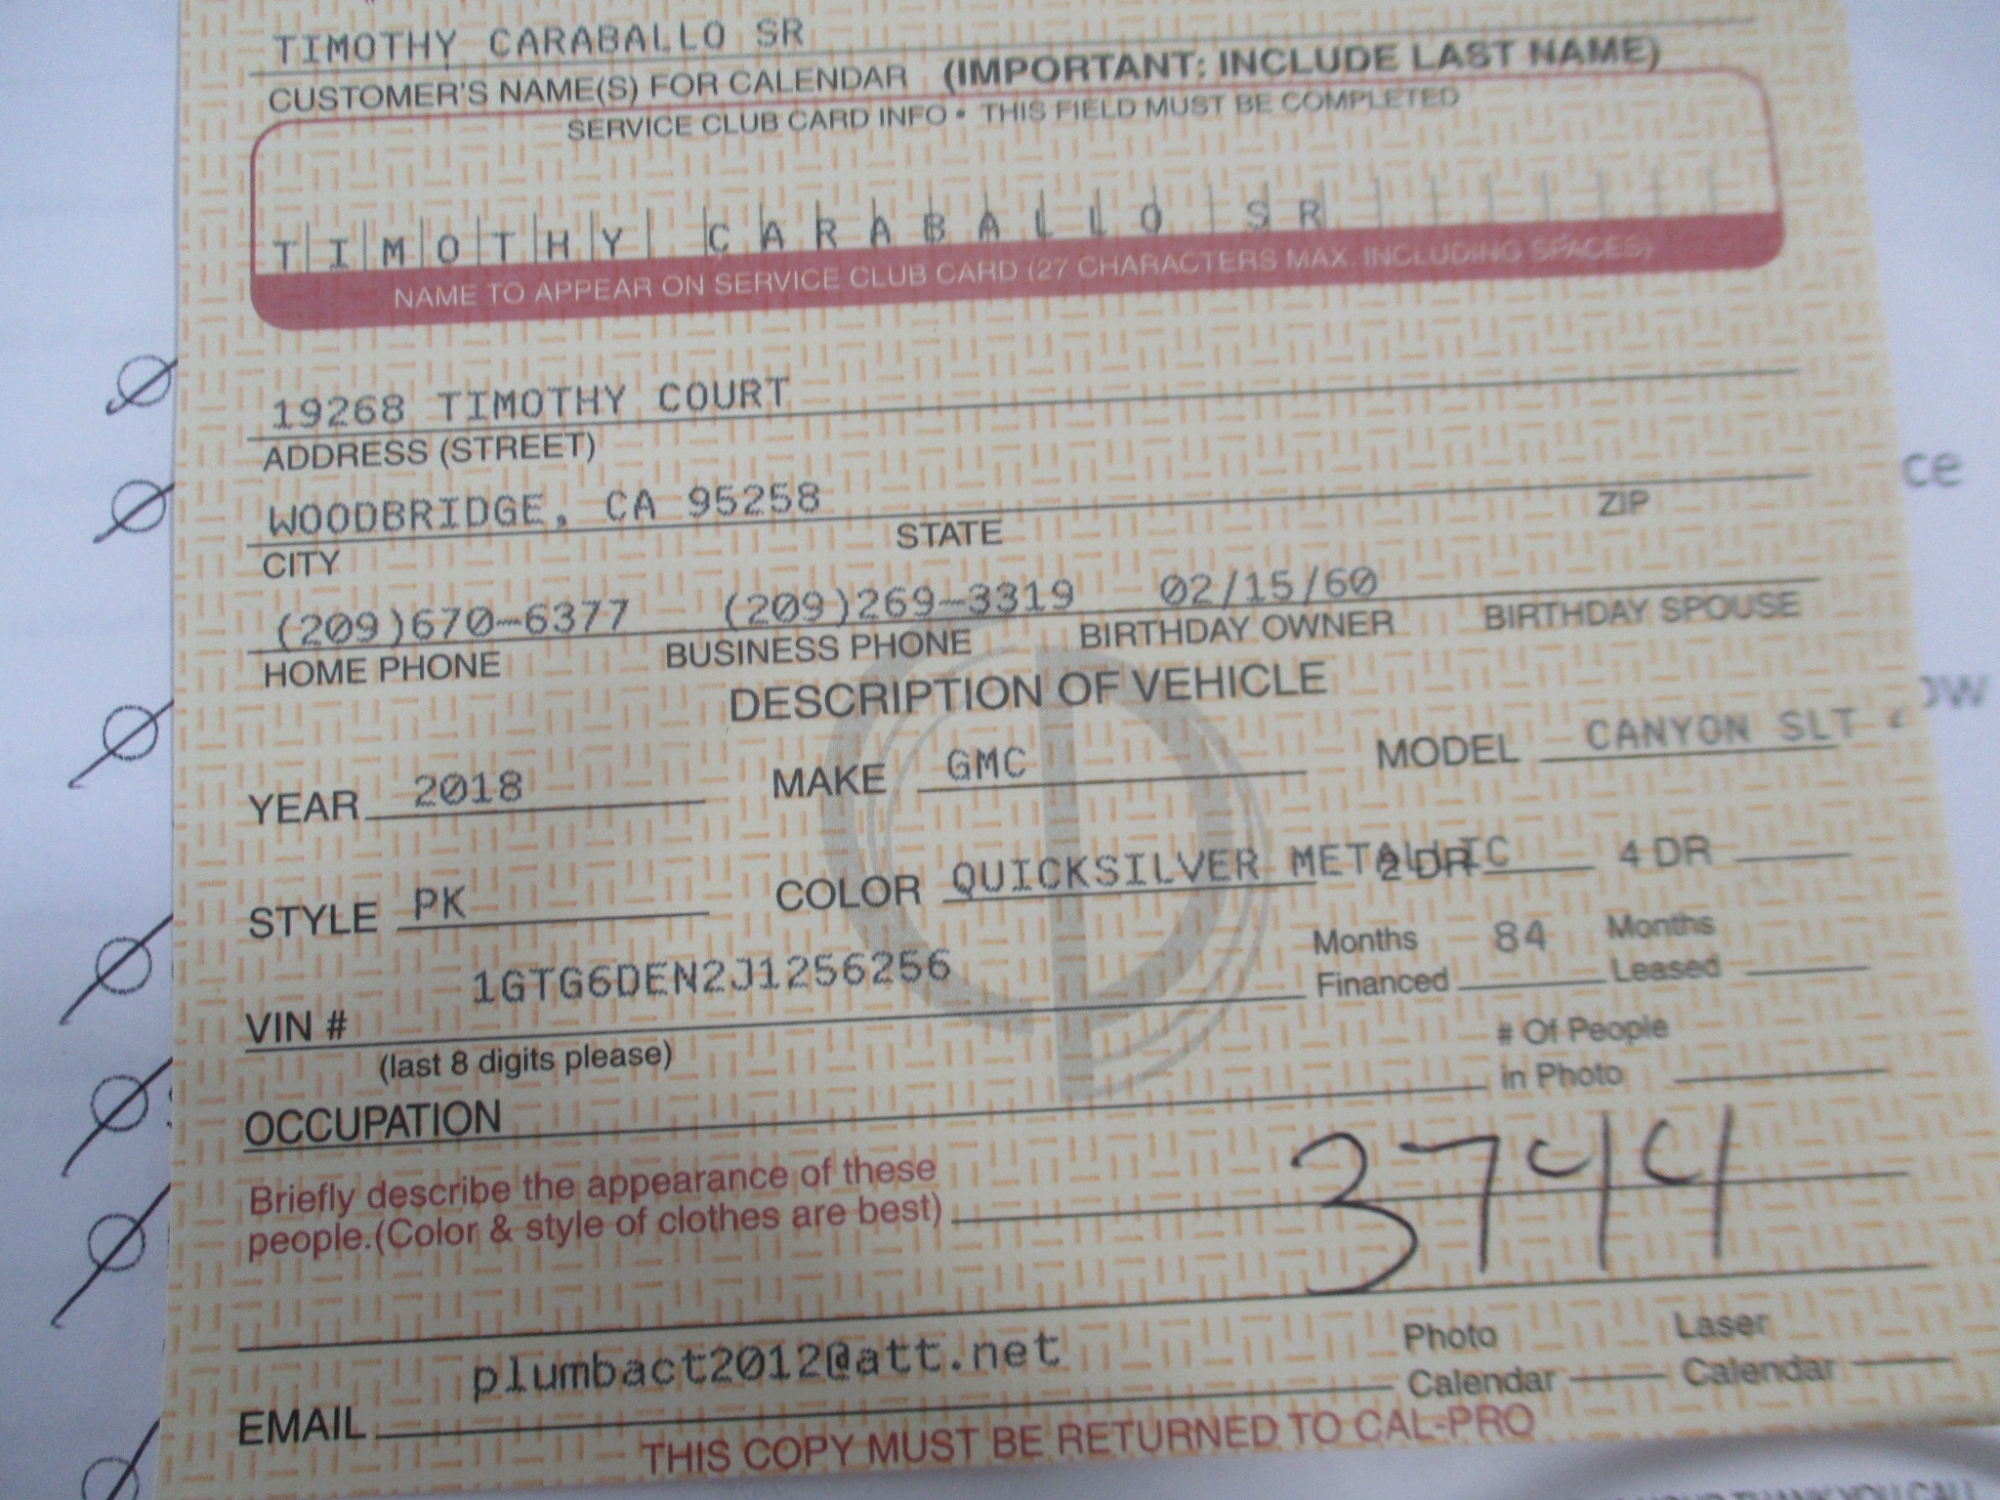 TIMOTHY CARABALLO SR
CUSTOMER'S NAME(S) FOR CALENDAR (IMPORTANT: INCLUDE LAST NAME)
SERVICE CLUB CARD INFO • THIS FIELD MUST BE COMPLETED
TIMOTHY CARABALLO SR
NAME TO APPEAR ON SERVICE CLUB CARD (27 CHARACTERS MAX. INCLUDING SPACES)
19268 TIMOTHY COURT
ADDRESS (STREET)
WOODBRIDGE, CA 95258
CITY STATE ZIP
(209)670-6377 (209)269-3319 02/15/60
HOME PHONE BUSINESS PHONE BIRTHDAY OWNER BIRTHDAY SPOUSE
DESCRIPTION OF VEHICLE
YEAR 2018 MAKE GMC MODEL CANYON SLT
STYLE PK COLOR QUICKSILVER METALLIC 2 DR 4 DR
VIN # 1GTG6DEN2J1256256 Months Financed 84 Months Leased
(last 8 digits please)
OCCUPATION # Of People in Photo
Briefly describe the appearance of these
people.(Color & style of clothes are best)
3744
EMAIL plumbact2012@att.net Photo Calendar Laser Calendar
THIS COPY MUST BE RETURNED TO CAL-PRO
ce
ow